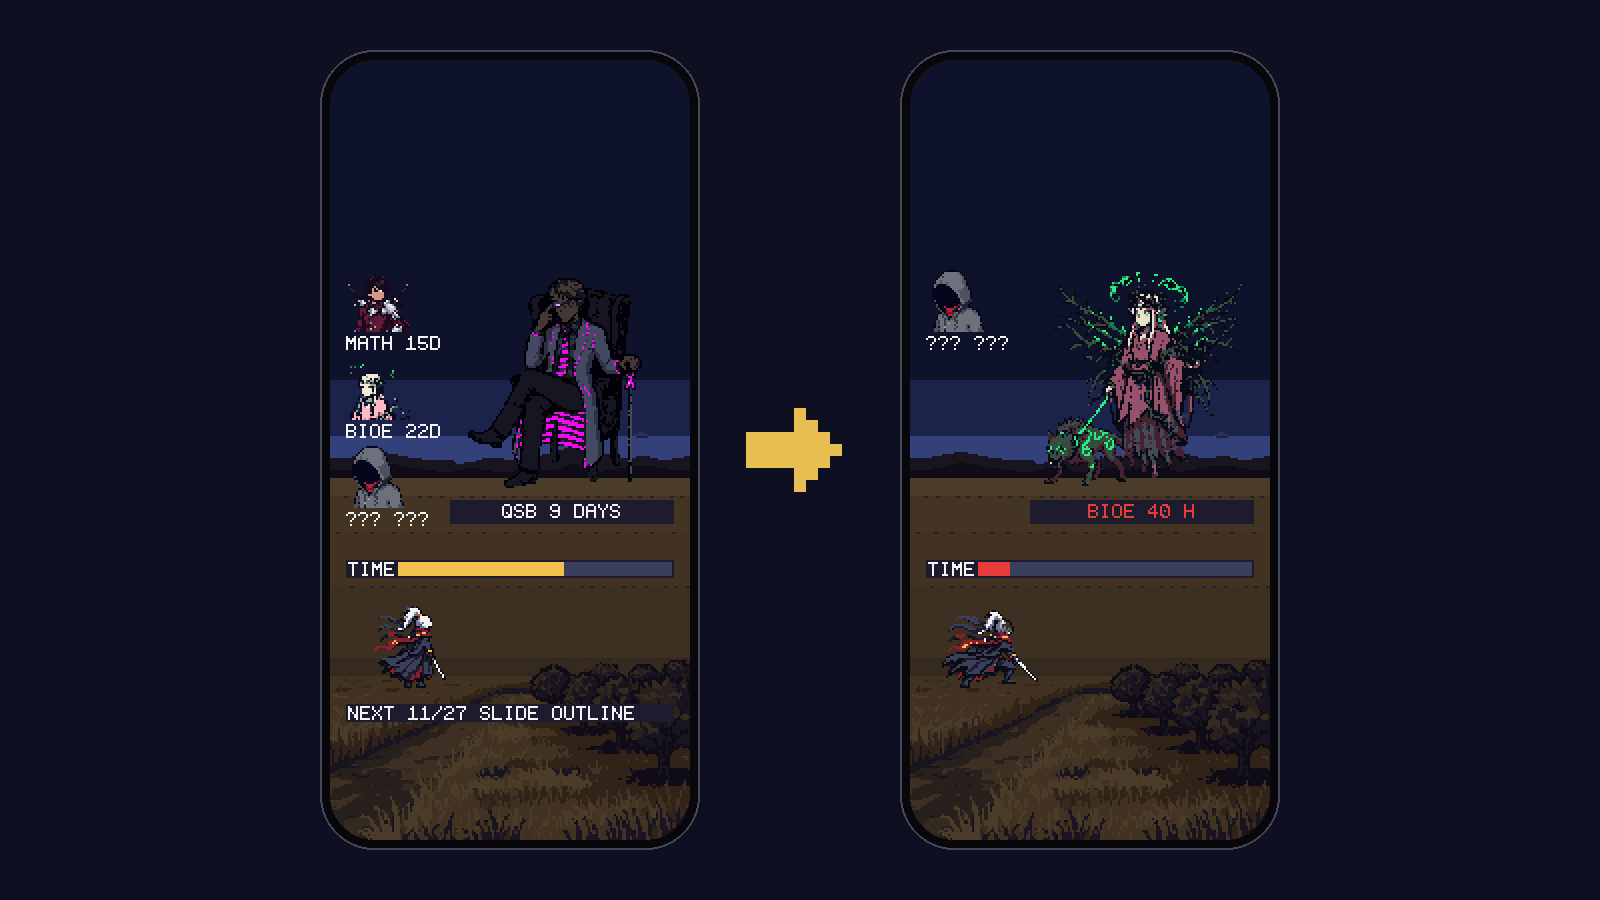 MATH 15D
BIOE 22D
??? ???
QSB 9 DAYS
TIME
NEXT 11/27 SLIDE OUTLINE
??? ???
BIOE 40 H
TIME